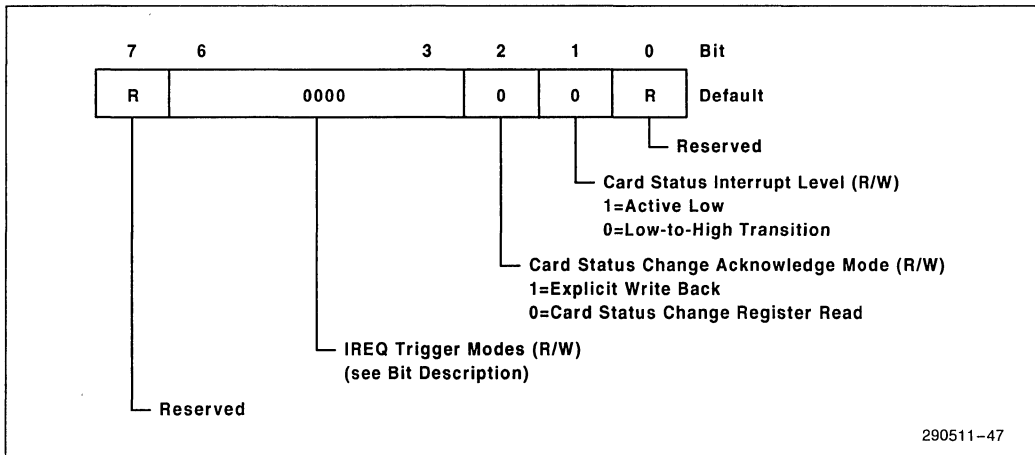 7 6 3 2 1 0 Bit
R 0000 0 0 R Default
Reserved
Card Status Interrupt Level (R/W)
1=Active Low
0=Low-to-High Transition
Card Status Change Acknowledge Mode (R/W)
1=Explicit Write Back
0=Card Status Change Register Read
IREQ Trigger Modes (R/W)
(see Bit Description)
Reserved
290511-47